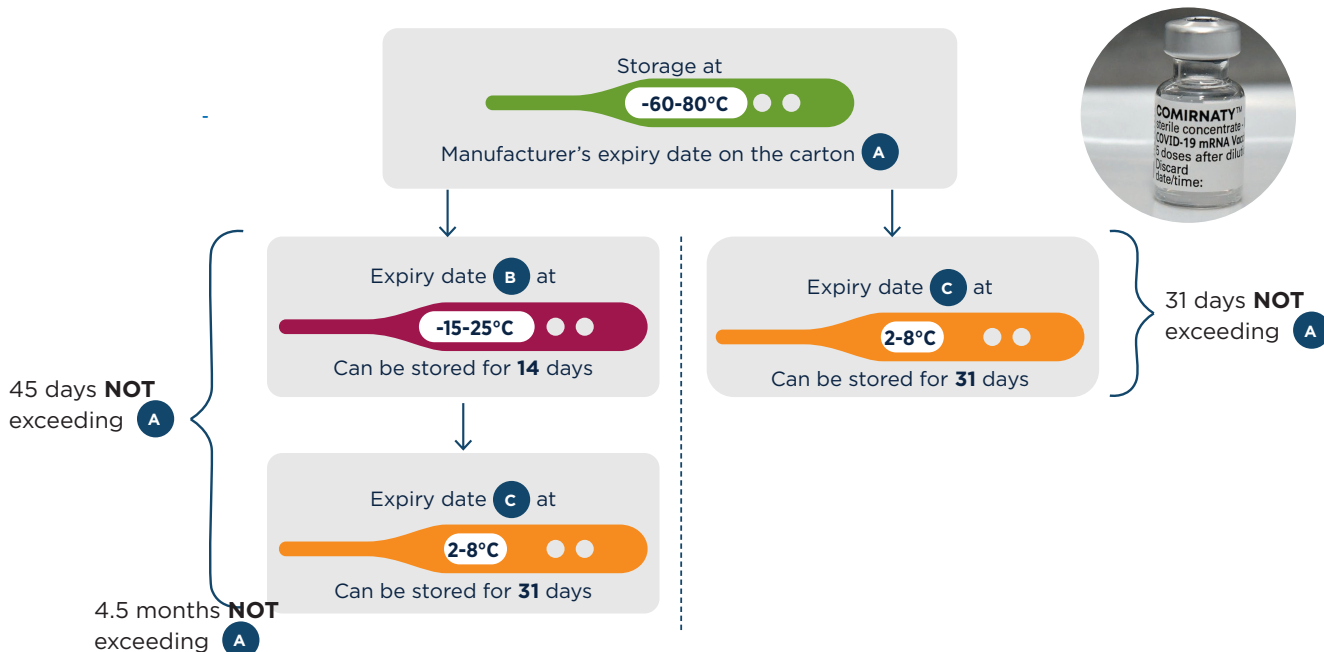 Storage at
-60-80°C
Manufacturer's expiry date on the carton A
COMIRNATY™
sterile concentrate
COVID-19 mRNA
doses after
Discard
date/time:
Expiry date B at
-15-25°C
Can be stored for 14 days
Expiry date C at
2-8°C
Can be stored for 31 days
31 days NOT
exceeding A
45 days NOT
exceeding A
Expiry date C at
2-8°C
Can be stored for 31 days
4.5 months NOT
exceeding A